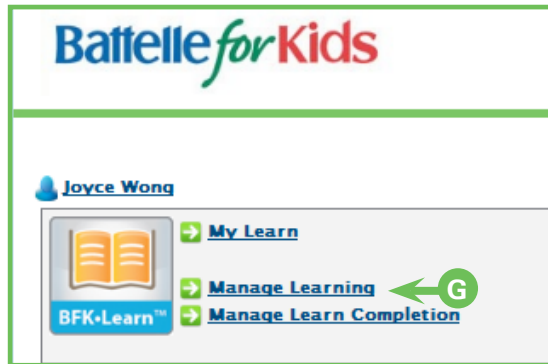 Battelle for Kids
Joyce Wong
My Learn
Manage Learning
G
BFK•Learn™
Manage Learn Completion